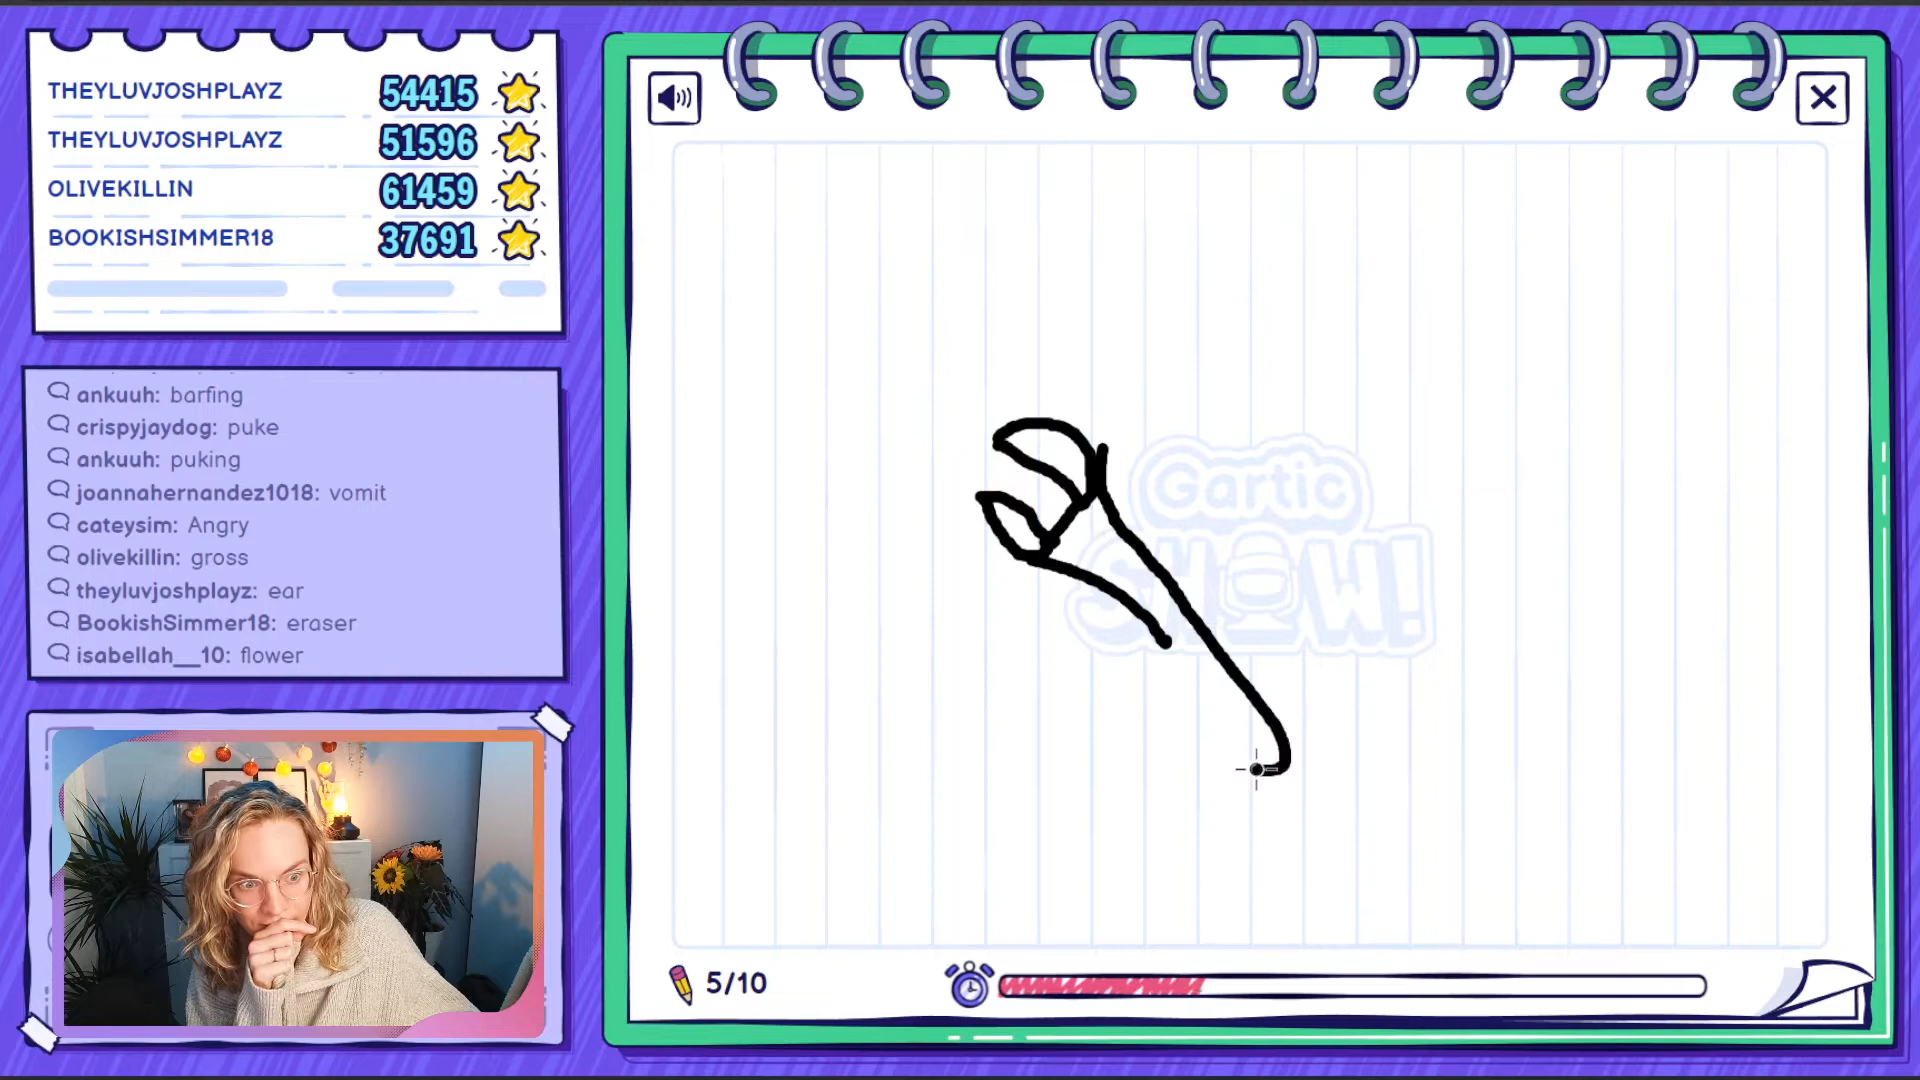 THEYLUVJOSHPLAYZ 54415
THEYLUVJOSHPLAYZ 51596
OLIVEKILLIN 61459
BOOKISHSIMMER18 37691
ankuuh: barfing
crispyjaydog: puke
ankuuh: puking
joannahernandez1018: vomit
cateysim: Angry
olivekillin: gross
theyluvjoshplayz: ear
BookishSimmer18: eraser
isabellah__10: flower
Gartic
SHOW!
5/10